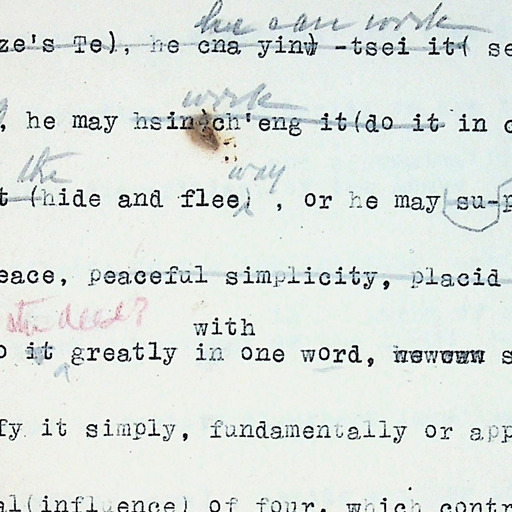 he can work
ze's Te), he cna yin -tsei it( se
work
, he may hsin ch'eng it(do it in
the way
t (hide and flee) , or he may su-p
eace, peaceful simplicity, placid
the deed? with
o it greatly in one word, s
fy it simply, fundamentally or app
al(influence) of four, which contr